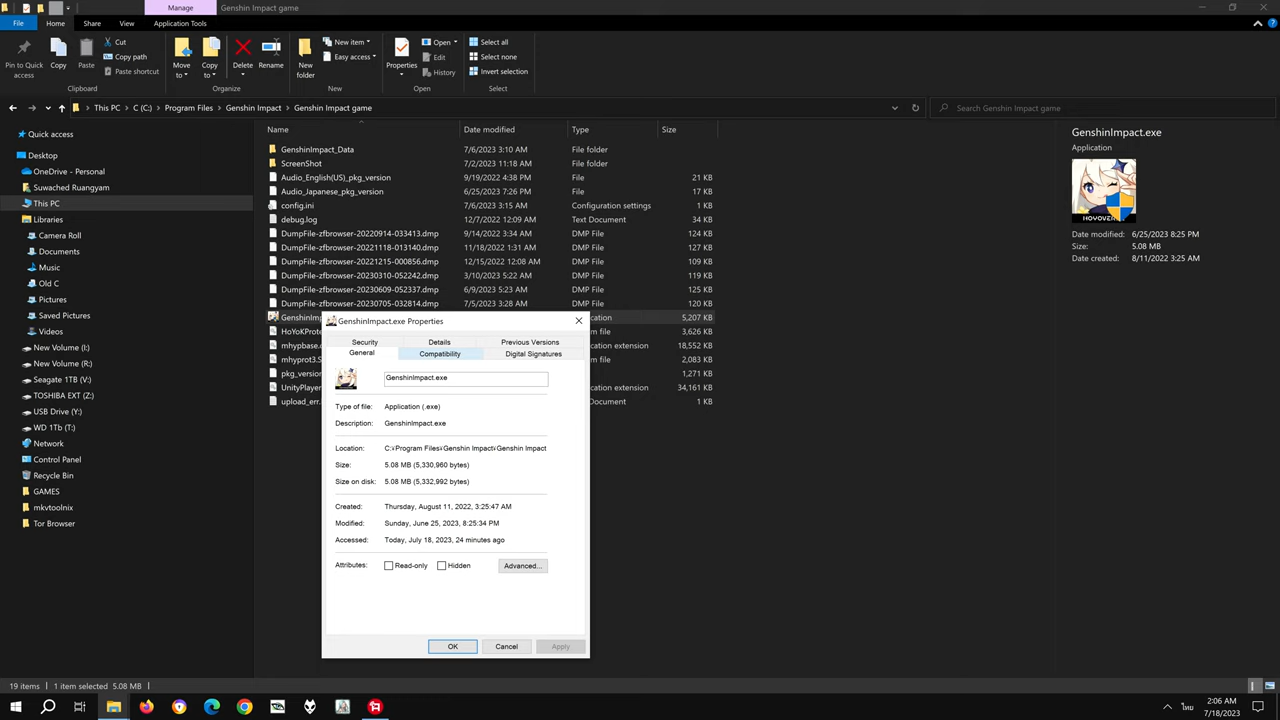 Manage
Genshin Impact game
File
Home
Share
View
Application Tools
Pin to Quick access
Copy
Paste
Cut
Copy path
Paste shortcut
Clipboard
Move to
Copy to
Delete
Rename
Organize
New folder
New item
Easy access
New
Properties
Open
Edit
History
Open
Select all
Select none
Invert selection
Select
This PC
C (C:)
Program Files
Genshin Impact
Genshin Impact game
Search Genshin Impact game
Quick access
Desktop
OneDrive - Personal
Suwached Ruangyam
This PC
Libraries
Camera Roll
Documents
Music
Old C
Pictures
Saved Pictures
Videos
New Volume (I:)
New Volume (R:)
Seagate 1TB (V:)
TOSHIBA EXT (Z:)
USB Drive (Y:)
WD 1Tb (T:)
Network
Control Panel
Recycle Bin
GAMES
mkvtoolnix
Tor Browser
Name Date modified Type Size
GenshinImpact_Data 7/6/2023 3:10 AM File folder
ScreenShot 7/2/2023 11:18 AM File folder
Audio_English(US)_pkg_version 9/19/2022 4:38 PM File 21 KB
Audio_Japanese_pkg_version 6/25/2023 7:26 PM File 17 KB
config.ini 7/6/2023 3:15 AM Configuration settings 1 KB
debug.log 12/7/2022 12:09 AM Text Document 34 KB
DumpFile-zfbrowser-20220914-033413.dmp 9/14/2022 3:34 AM DMP File 124 KB
DumpFile-zfbrowser-20221118-013140.dmp 11/18/2022 1:31 AM DMP File 127 KB
DumpFile-zfbrowser-20221215-000856.dmp 12/15/2022 12:08 AM DMP File 109 KB
DumpFile-zfbrowser-20230310-052242.dmp 3/10/2023 5:22 AM DMP File 124 KB
DumpFile-zfbrowser-20230609-052337.dmp 6/9/2023 5:23 AM DMP File 125 KB
DumpFile-zfbrowser-20230705-032814.dmp 7/5/2023 3:28 AM DMP File 120 KB
GenshinImp cation 5,207 KB
HoYoKProte m file 3,626 KB
mhypbase. cation extension 18,552 KB
mhyprot3.S m file 2,083 KB
pkg_version 1,271 KB
UnityPlayer cation extension 34,161 KB
upload_err. ocument 1 KB
GenshinImpact.exe Properties
Security
Details
Previous Versions
General
Compatibility
Digital Signatures
GenshinImpact.exe
Type of file: Application (.exe)
Description: GenshinImpact.exe
Location: C:\Program Files\Genshin Impact\Genshin Impact
Size: 5.08 MB (5,330,960 bytes)
Size on disk: 5.08 MB (5,332,992 bytes)
Created: Thursday, August 11, 2022, 3:25:47 AM
Modified: Sunday, June 25, 2023, 8:25:34 PM
Accessed: Today, July 18, 2023, 24 minutes ago
Attributes: Read-only Hidden Advanced...
OK Cancel Apply
GenshinImpact.exe
Application
HOYOVER
Date modified: 6/25/2023 8:25 PM
Size: 5.08 MB
Date created: 8/11/2022 3:25 AM
19 items
1 item selected 5.08 MB
ไทย
2:06 AM
7/18/2023